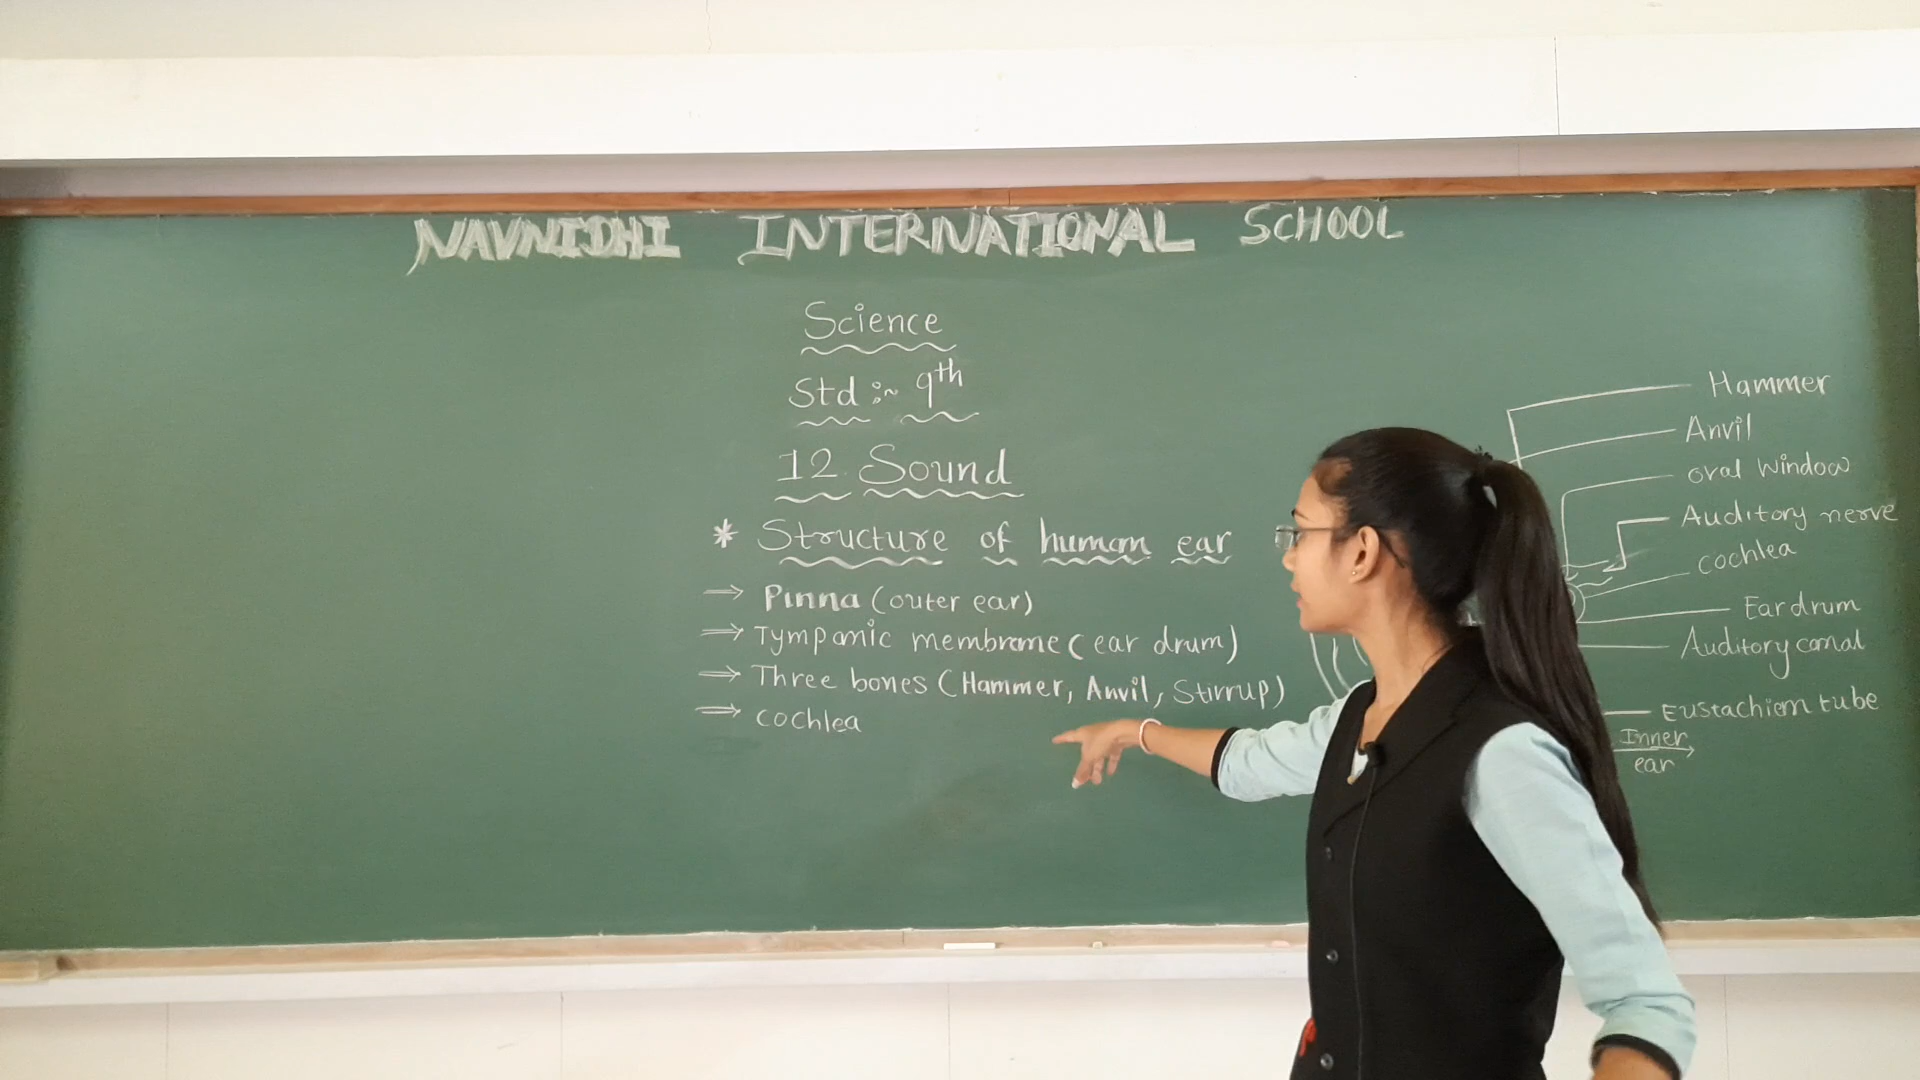 NAVNIDHI INTERNATIONAL SCHOOL
Science
Std :~ 9th
12. Sound
* Structure of human ear
⇒ Pinna (outer ear)
⇒ Tympanic membrane (ear drum)
⇒ Three bones (Hammer, Anvil, Stirrup)
⇒ cochlea
Hammer
Anvil
oval Window
Auditory nerve
cochlea
Ear drum
Auditory canal
Eustachian tube
Inner
ear